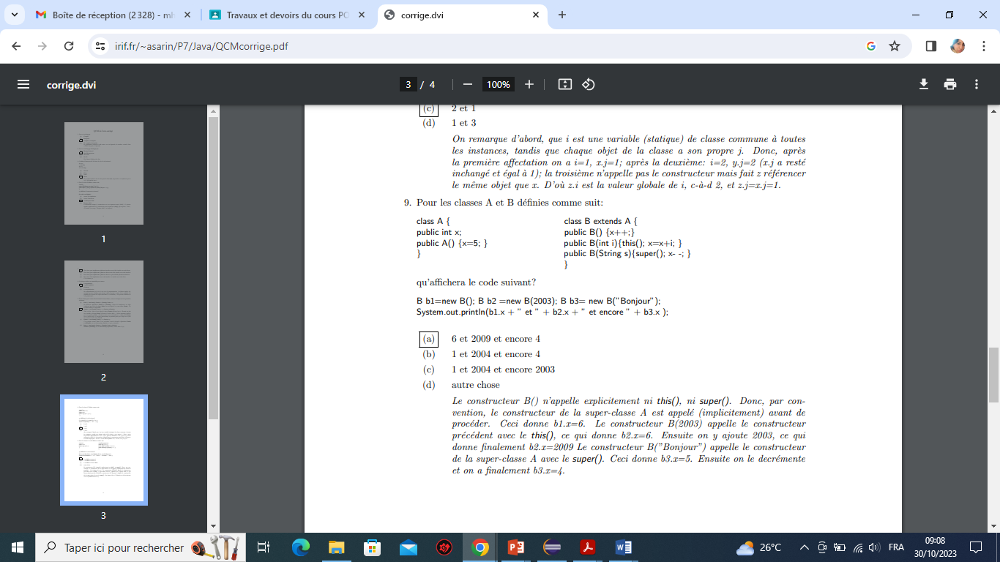 Boîte de réception (2 328) - ml
Travaux et devoirs du cours PO
corrige.dvi
irif.fr/~asarin/P7/Java/QCMcorrige.pdf
corrige.dvi
3 / 4
100%
1
2
3
(c) 2 et 1
(d) 1 et 3
On remarque d'abord, que i est une variable (statique) de classe commune à toutes
les instances, tandis que chaque objet de la classe a son propre j. Donc, après
la première affectation on a i=1, x.j=1; après la deuxième: i=2, y.j=2 (x.j a resté
inchangé et égal à 1); la troisième n'appelle pas le constructeur mais fait z référencer
le même objet que x. D'où z.i est la valeur globale de i, c-à-d 2, et z.j=x.j=1.
9. Pour les classes A et B définies comme suit:
class A {
public int x;
public A() {x=5; }
}
class B extends A {
public B() {x++;}
public B(int i){this(); x=x+i; }
public B(String s){super(); x- -; }
}
qu'affichera le code suivant?
B b1=new B(); B b2 =new B(2003); B b3= new B("Bonjour");
System.out.println(b1.x + " et " + b2.x + " et encore " + b3.x );
(a) 6 et 2009 et encore 4
(b) 1 et 2004 et encore 4
(c) 1 et 2004 et encore 2003
(d) autre chose
Le constructeur B() n'appelle explicitement ni this(), ni super(). Donc, par con-
vention, le constructeur de la super-classe A est appelé (implicitement) avant de
procéder. Ceci donne b1.x=6. Le constructeur B(2003) appelle le constructeur
précédent avec le this(), ce qui donne b2.x=6. Ensuite on y ajoute 2003, ce qui
donne finalement b2.x=2009 Le constructeur B("Bonjour") appelle le constructeur
de la super-classe A avec le super(). Ceci donne b3.x=5. Ensuite on le decrémente
et on a finalement b3.x=4.
Taper ici pour rechercher
26°C
FRA
09:08
30/10/2023